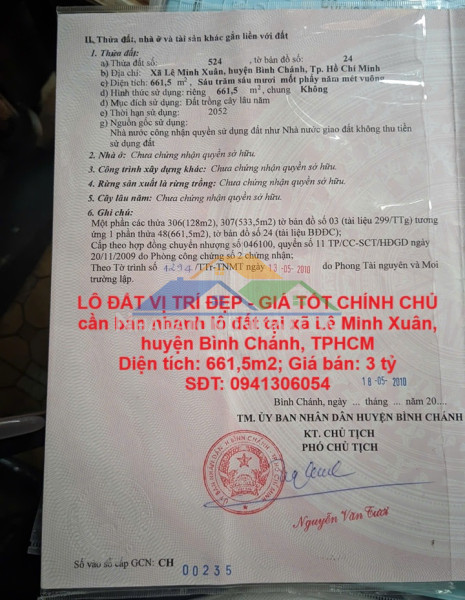 II. Thửa đất, nhà ở và tài sản khác gắn liền với đất
1. Thửa đất:
a) Thửa đất số: 524 , tờ bản đồ số: 24
b) Địa chỉ: Xã Lê Minh Xuân, huyện Bình Chánh, Tp. Hồ Chí Minh
c) Diện tích: 661,5 m², Sáu trăm sáu mươi mốt phẩy năm mét vuông
d) Hình thức sử dụng: riêng 661,5 m², chung Không
đ) Mục đích sử dụng: Đất trồng cây lâu năm
e) Thời hạn sử dụng: 2052
g) Nguồn gốc sử dụng:
Nhà nước công nhận quyền sử dụng đất như Nhà nước giao đất không thu tiền
sử dụng đất
2. Nhà ở: Chưa chứng nhận quyền sở hữu.
3. Công trình xây dựng khác: Chưa chứng nhận quyền sở hữu.
4. Rừng sản xuất là rừng trồng: Chưa chứng nhận quyền sở hữu.
5. Cây lâu năm: Chưa chứng nhận quyền sở hữu.
6. Ghi chú:
Một phần các thửa 306(128m2), 307(533,5m2) tờ bản đồ số 03 (tài liệu 299/TTg) tương
ứng 1 phần thửa 48(661,5m2), tờ bản đồ số 24 (tài liệu BĐĐC);
Cấp theo hợp đồng chuyển nhượng số 046100, quyển số 11 TP/CC-SCT/HĐGD ngày
20/11/2009 do Phòng công chứng số 2 chứng nhận;
Theo Tờ trình số /TTr-TNMT ngày 13-05-2010 do Phòng Tài nguyên và Môi
trường lập.
LÔ ĐẤT VỊ TRÍ ĐẸP - GIÁ TỐT CHÍNH CHỦ
cần bán nhanh lô đất tại xã Lê Minh Xuân,
huyện Bình Chánh, TPHCM
Diện tích: 661,5m2; Giá bán: 3 tỷ
SĐT: 0941306054
18-05-2010
Bình Chánh, ngày ... tháng ... năm 20....
TM. ỦY BAN NHÂN DÂN HUYỆN BÌNH CHÁNH
KT. CHỦ TỊCH
PHÓ CHỦ TỊCH
Nguyễn Văn Tươi
Số vào sổ cấp GCN: CH 00235